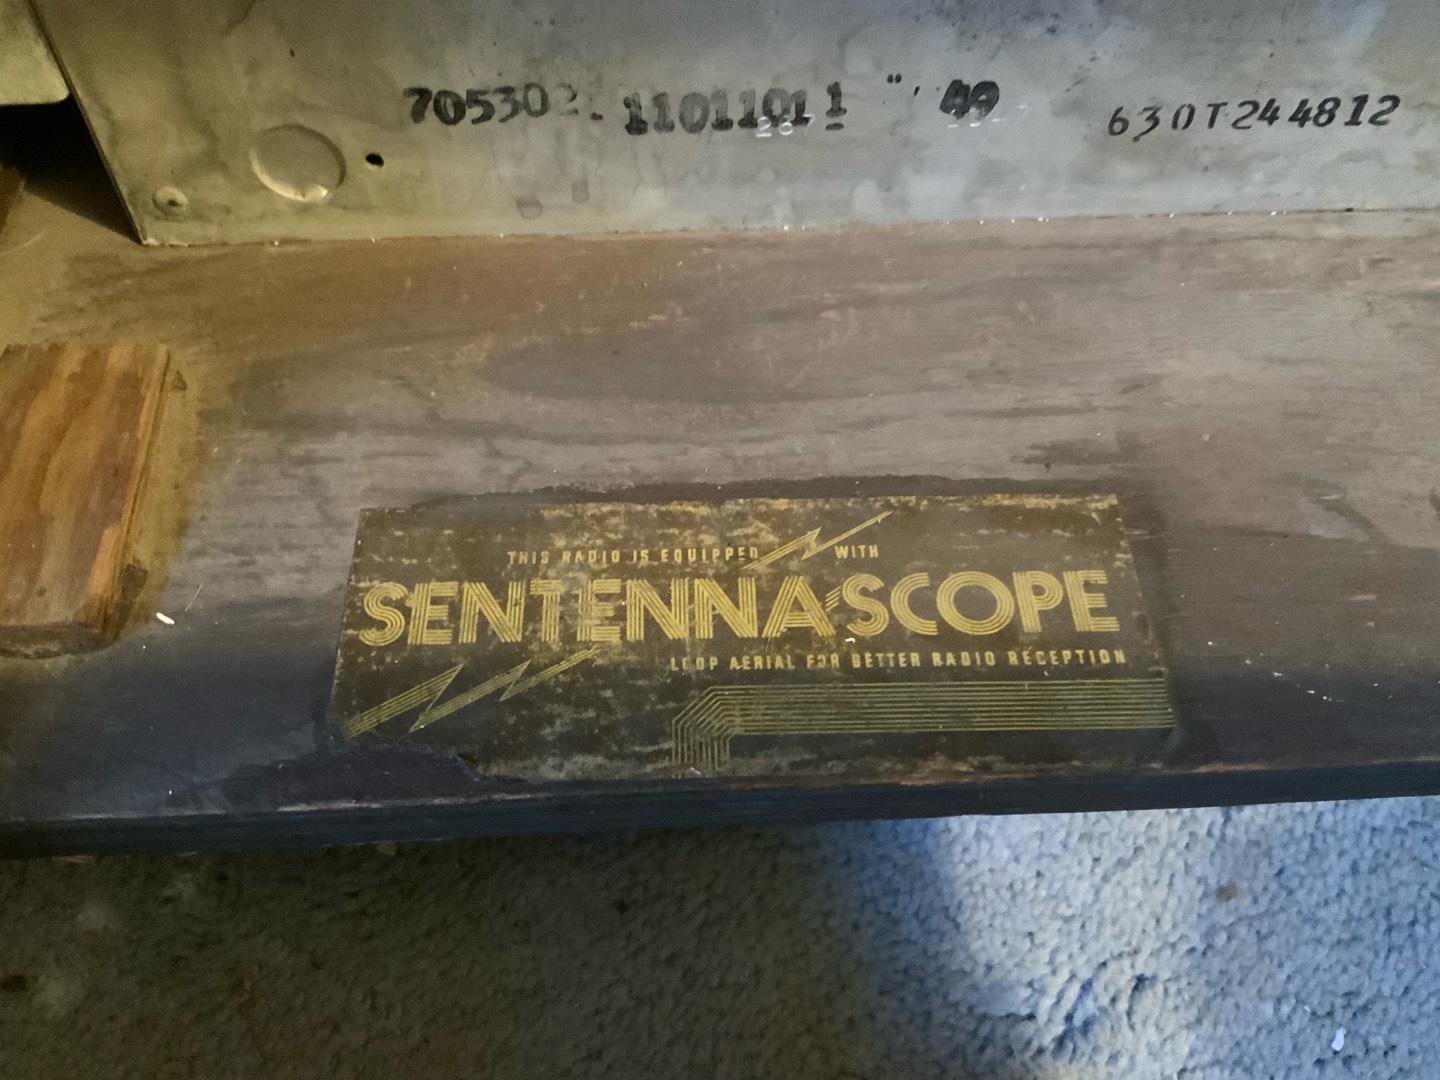 705302. 11011011 49 630T244812
THIS RADIO IS EQUIPPED WITH
SENTENNA'SCOPE
LOOP AERIAL FOR BETTER RADIO RECEPTION